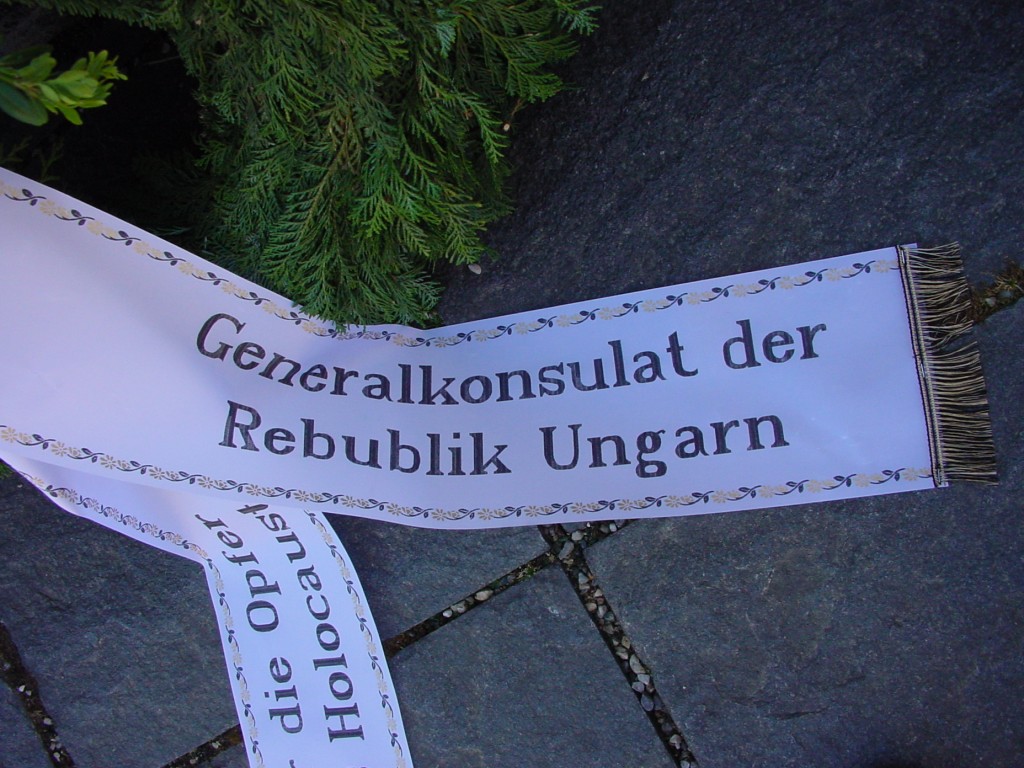 Generalkonsulat der
Rebublik Ungarn
die Opfer
Holocaust